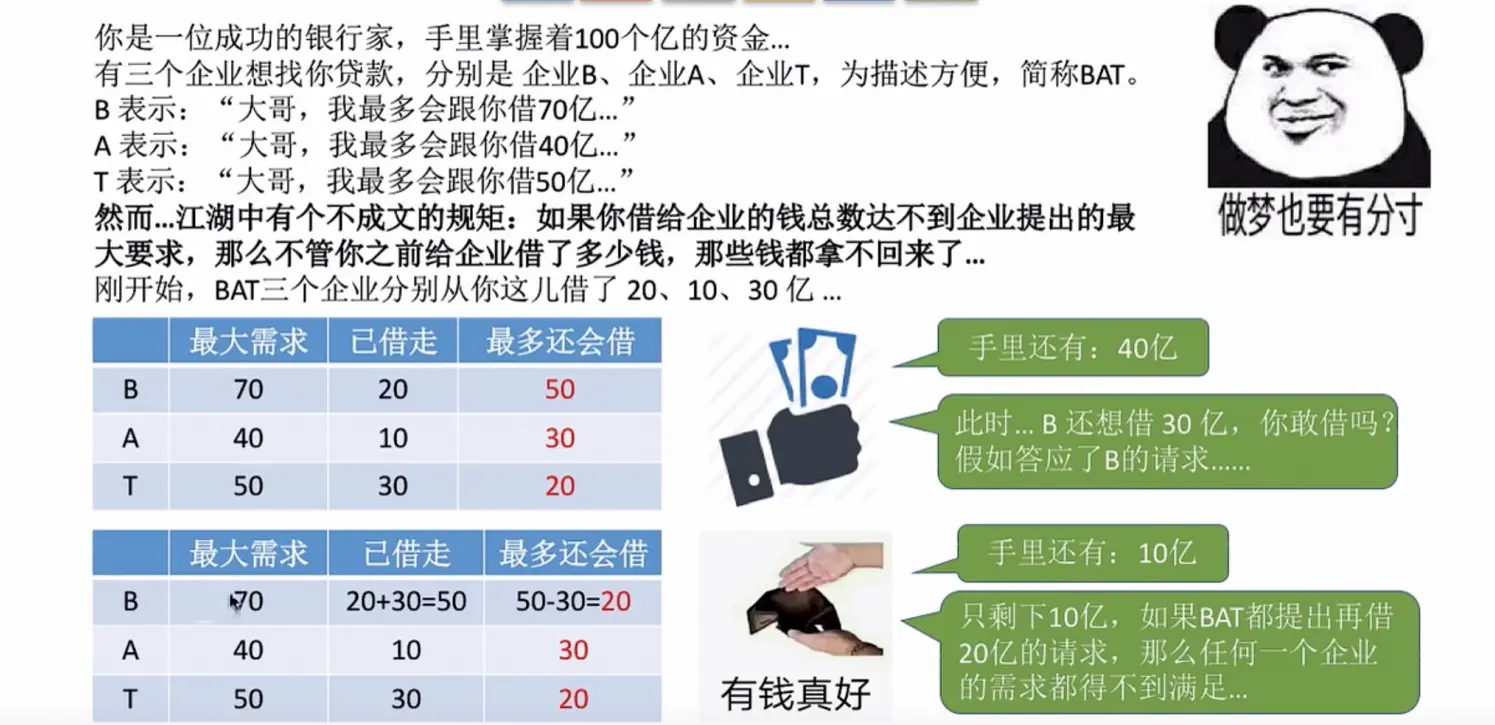 你是一位成功的银行家，手里掌握着100个亿的资金...
有三个企业想找你贷款，分别是 企业B、企业A、企业T，为描述方便，简称BAT。
B 表示：“大哥，我最多会跟你借70亿...”
A 表示：“大哥，我最多会跟你借40亿...”
T 表示：“大哥，我最多会跟你借50亿...”
然而...江湖中有个不成文的规矩：如果你借给企业的钱总数达不到企业提出的最
大要求，那么不管你之前给企业借了多少钱，那些钱都拿不回来了...
刚开始，BAT三个企业分别从你这儿借了 20、10、30 亿 ...
做梦也要有分寸
最大需求 已借走 最多还会借
B 70 20 50
A 40 10 30
T 50 30 20
手里还有：40亿
此时... B 还想借 30 亿，你敢借吗？
假如答应了B的请求......
最大需求 已借走 最多还会借
B 70 20+30=50 50-30=20
A 40 10 30
T 50 30 20
有钱真好
手里还有：10亿
只剩下10亿，如果BAT都提出再借
20亿的请求，那么任何一个企业
的需求都得不到满足...